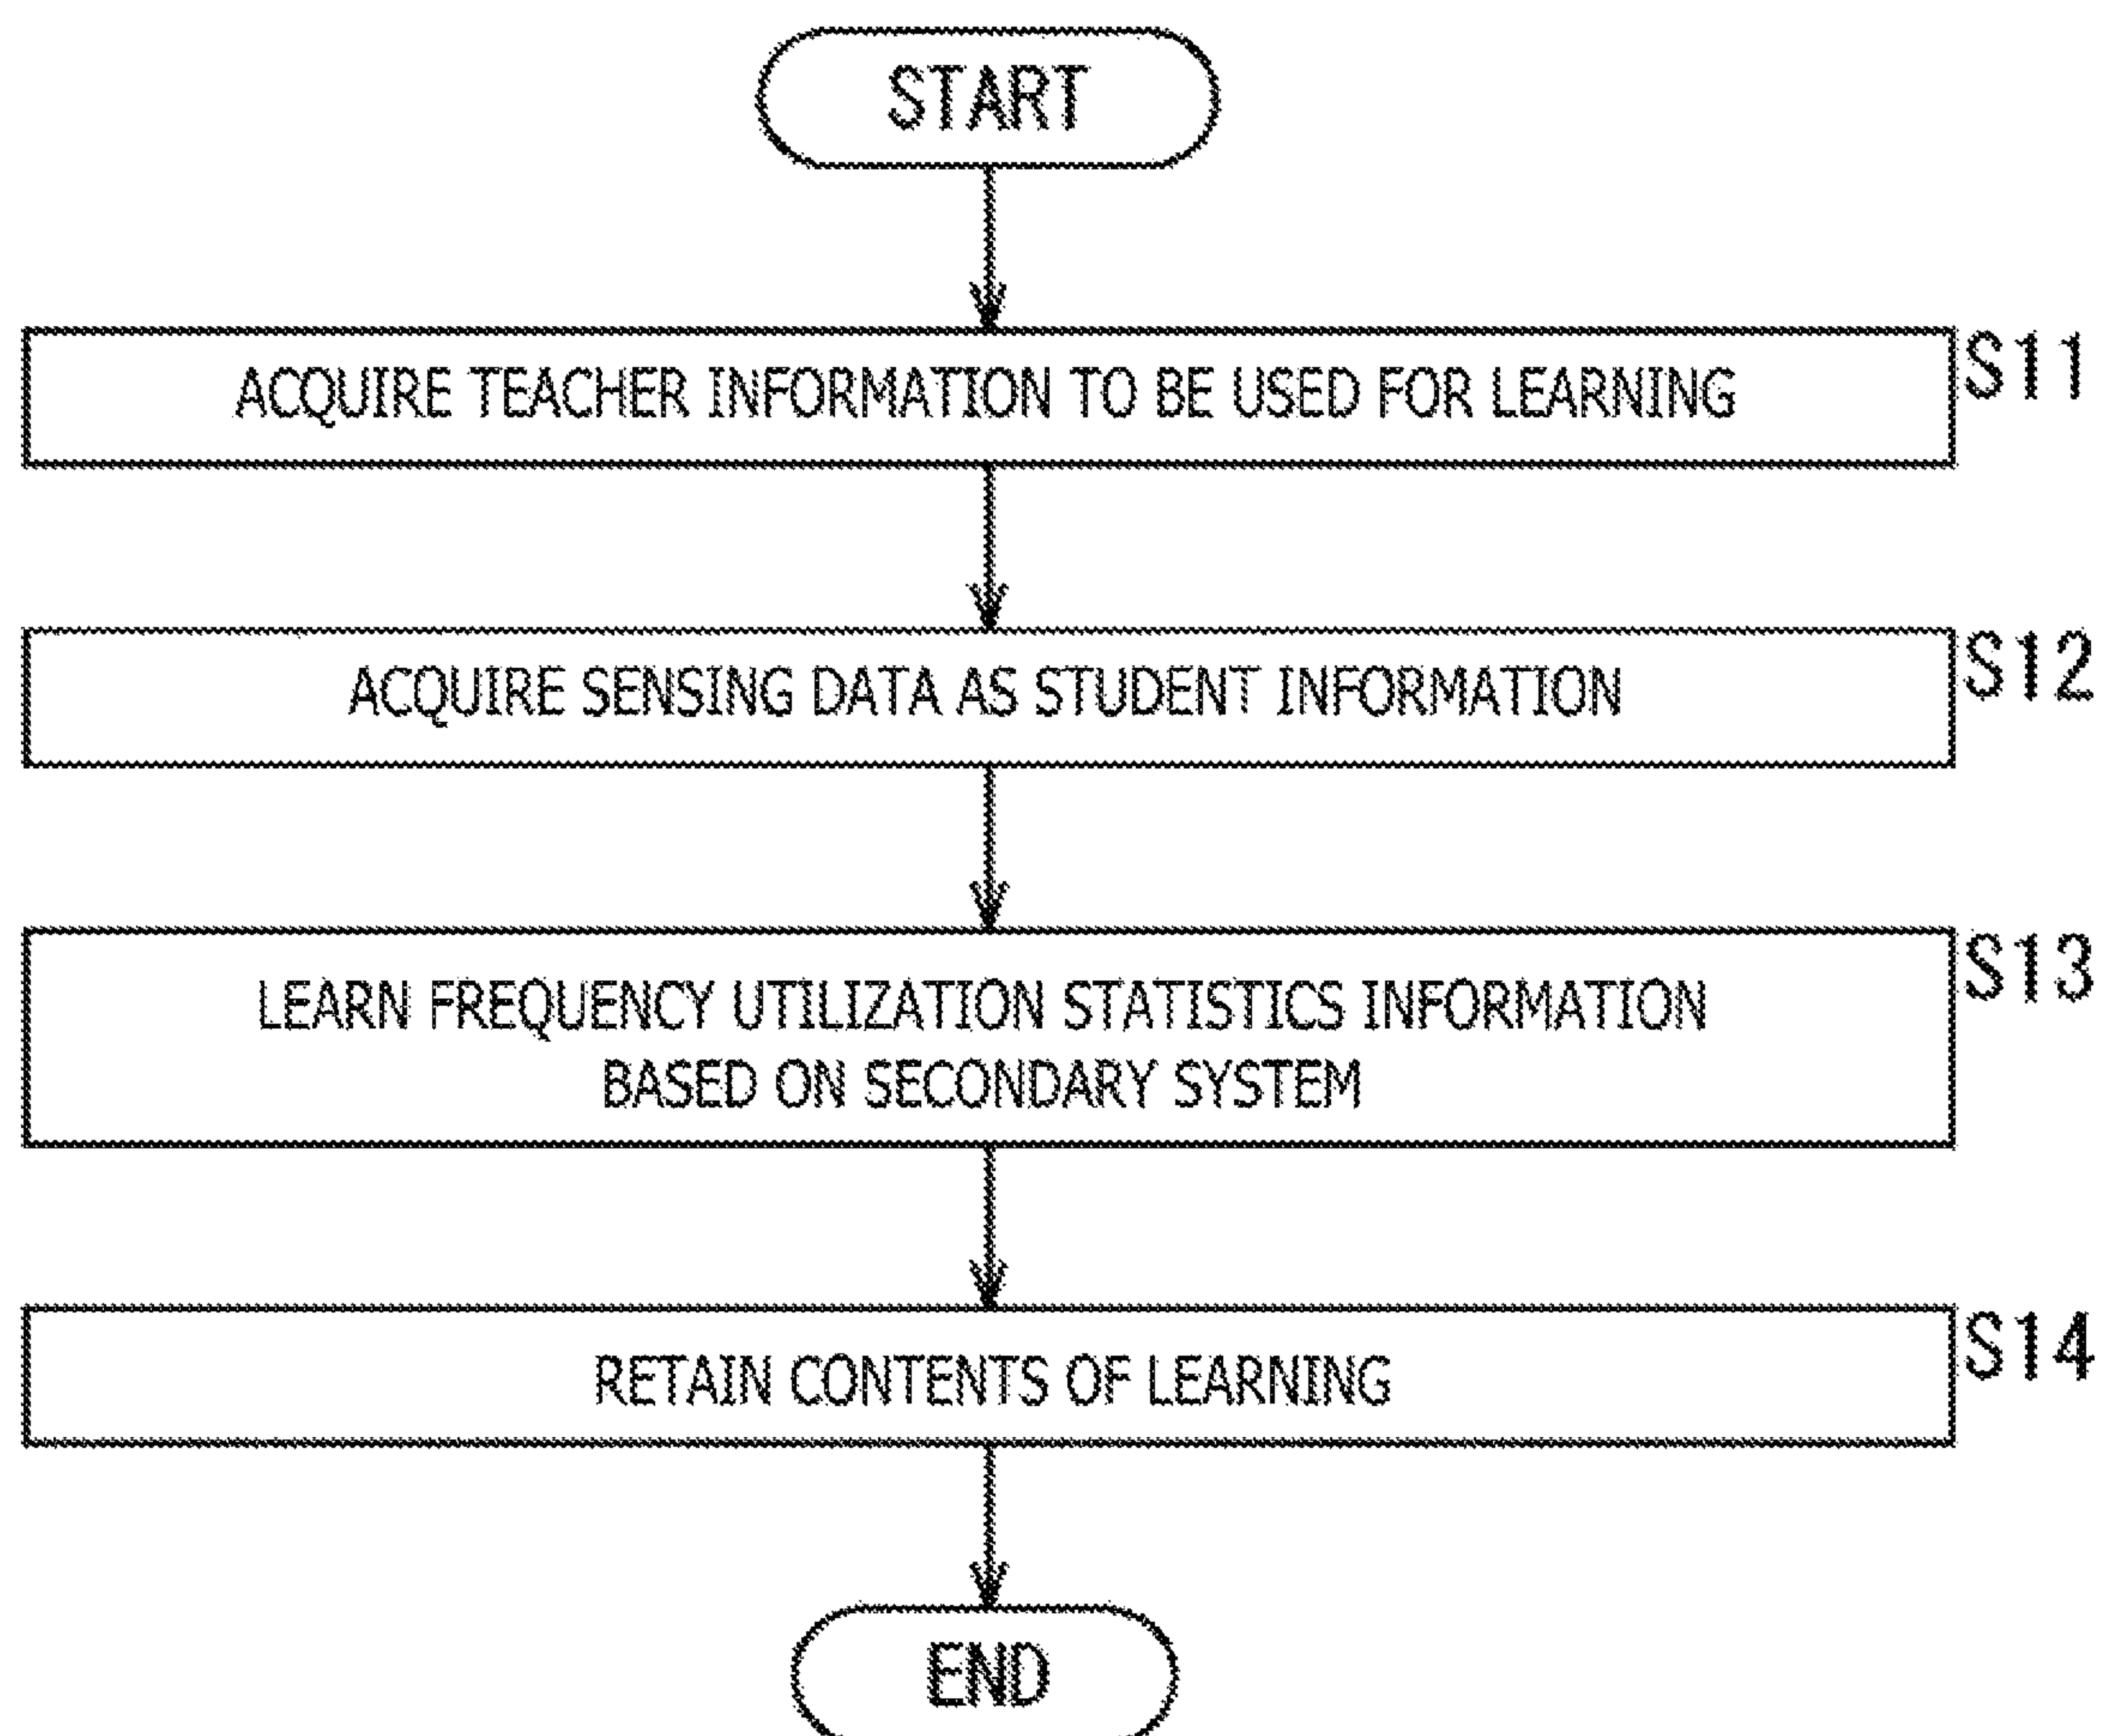 START
ACQUIRE TEACHER INFORMATION TO BE USED FOR LEARNING
S11
ACQUIRE SENSING DATA AS STUDENT INFORMATION
S12
LEARN FREQUENCY UTILIZATION STATISTICS INFORMATION
BASED ON SECONDARY SYSTEM
S13
RETAIN CONTENTS OF LEARNING
S14
END